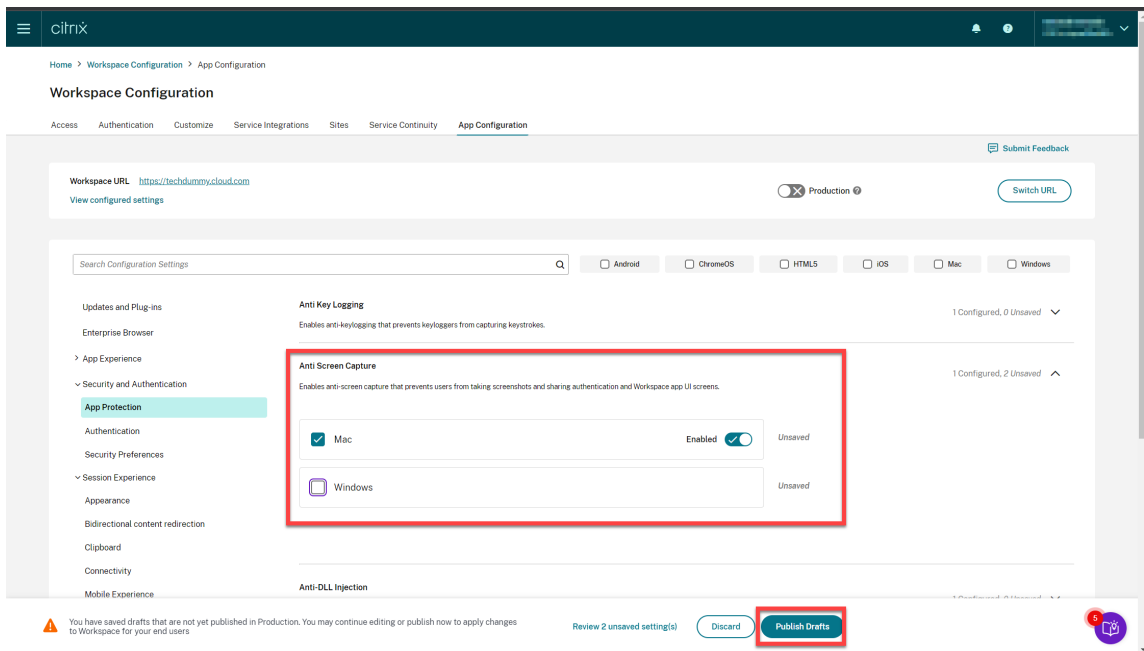 citrix
Home > Workspace Configuration > App Configuration
Workspace Configuration
Access Authentication Customize Service Integrations Sites Service Continuity App Configuration
Submit Feedback
Workspace URL https://techdummy.cloud.com
View configured settings
Production
Switch URL
Search Configuration Settings
Android ChromeOS HTML5 iOS Mac Windows
Updates and Plug-ins
Enterprise Browser
App Experience
Security and Authentication
App Protection
Authentication
Security Preferences
Session Experience
Appearance
Bidirectional content redirection
Clipboard
Connectivity
Mobile Experience
Anti Key Logging
Enables anti-keylogging that prevents keyloggers from capturing keystrokes.
1 Configured, 0 Unsaved
Anti Screen Capture
Enables anti-screen capture that prevents users from taking screenshots and sharing authentication and Workspace app UI screens.
1 Configured, 2 Unsaved
Mac Enabled Unsaved
Windows Unsaved
Anti-DLL Injection
You have saved drafts that are not yet published in Production. You may continue editing or publish now to apply changes
to Workspace for your end users
Review 2 unsaved setting(s)
Discard
Publish Drafts
5